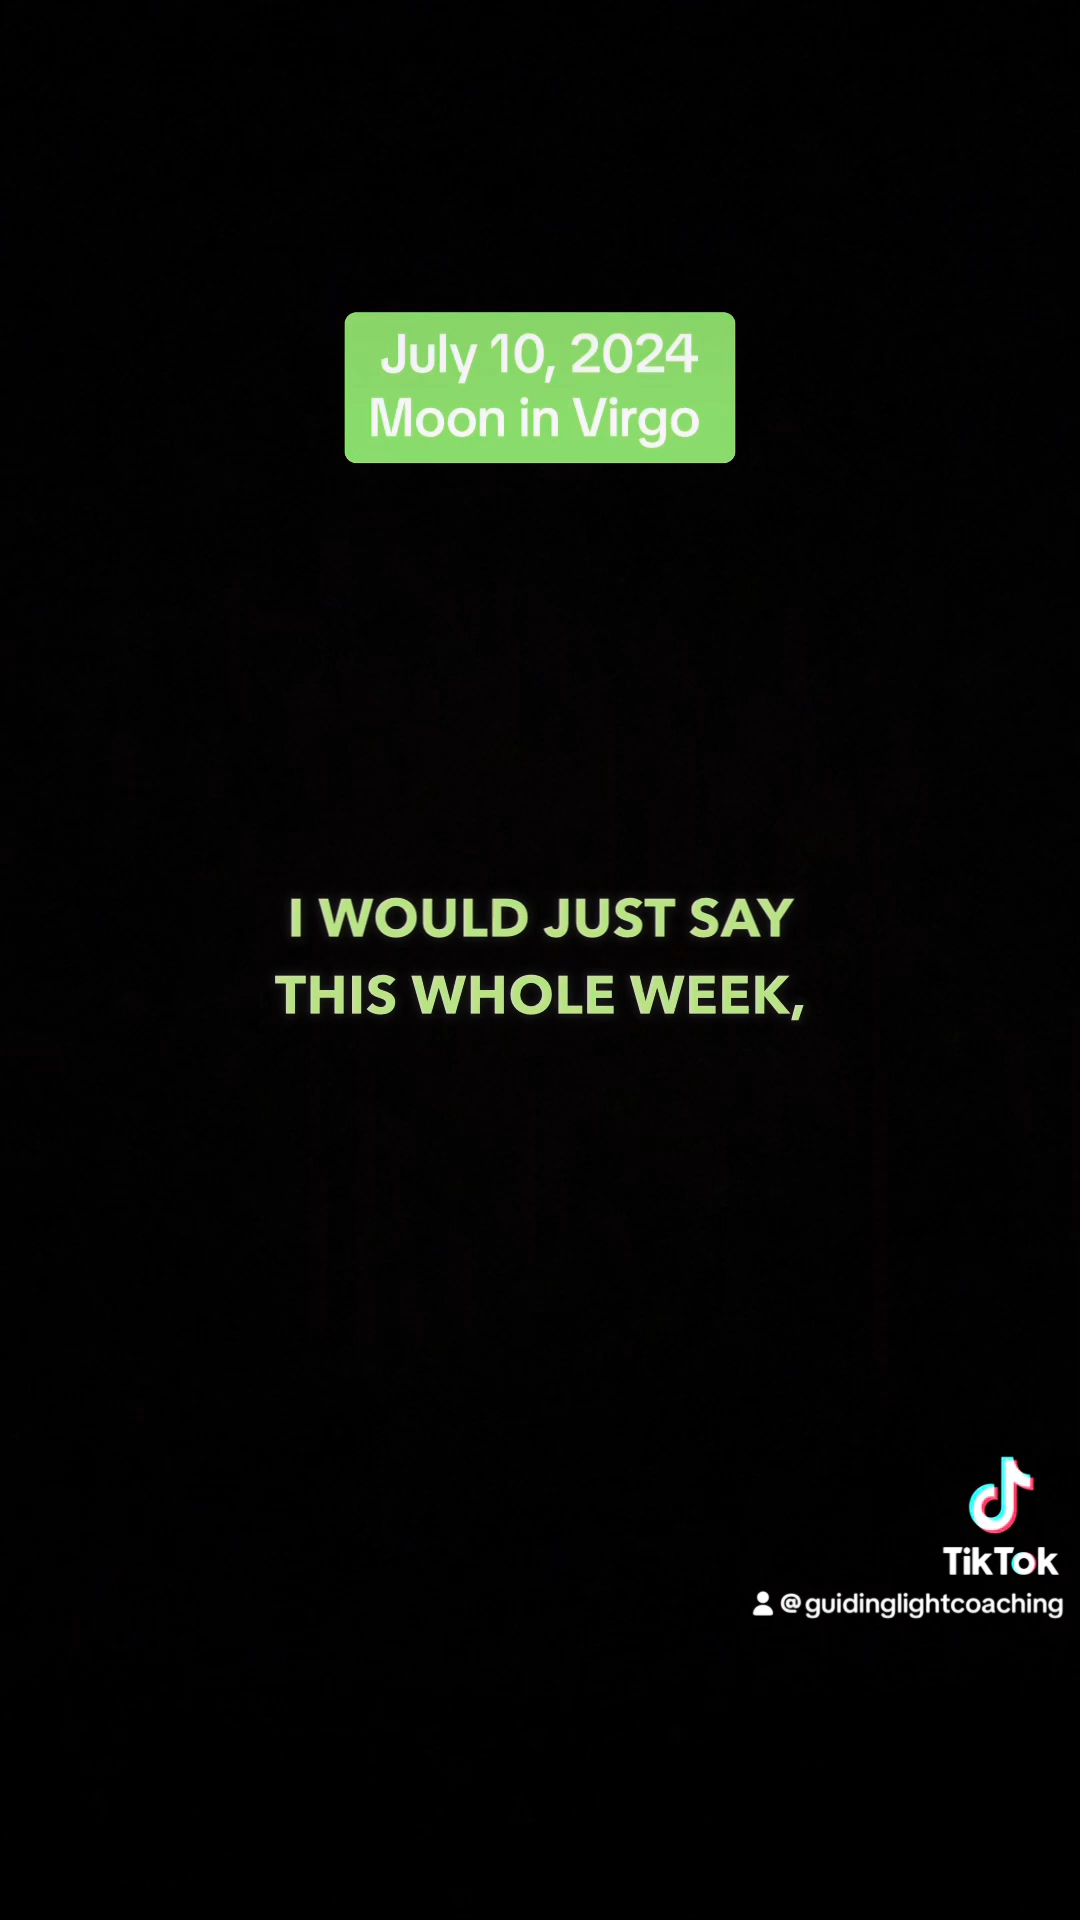 July 10, 2024
Moon in Virgo
I WOULD JUST SAY
THIS WHOLE WEEK,
TikTok
@guidinglightcoaching